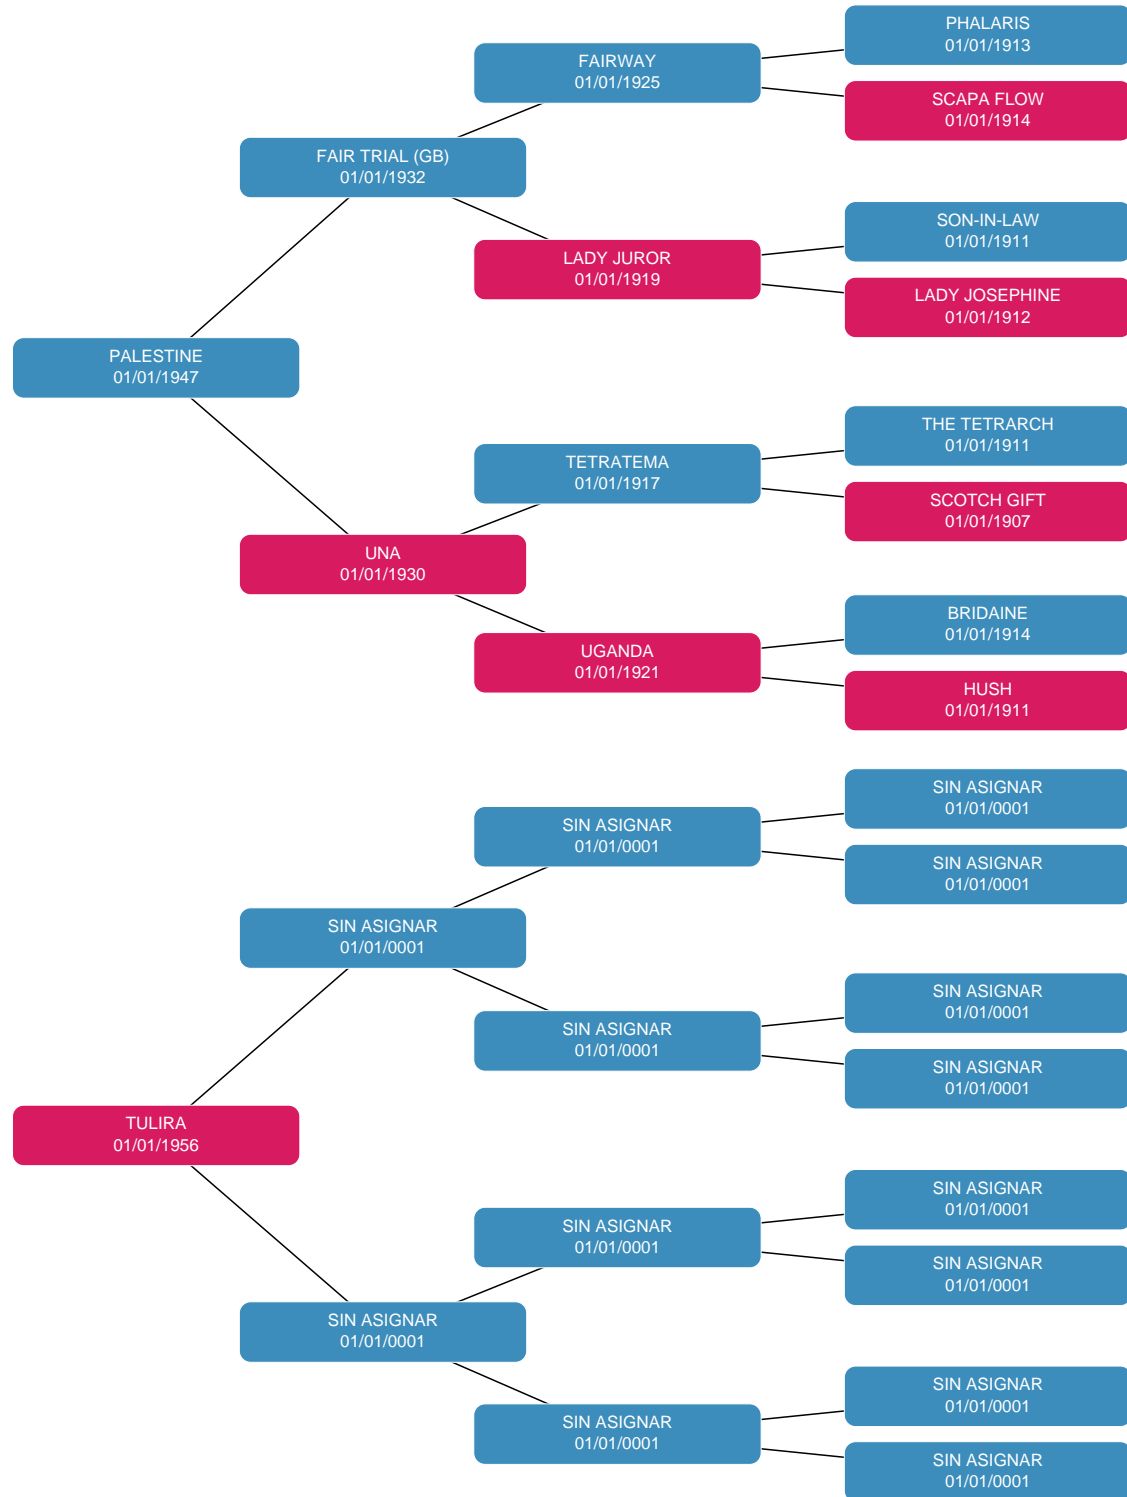 PHALARIS
01/01/1913
FAIRWAY
01/01/1925
SCAPA FLOW
01/01/1914
FAIR TRIAL (GB)
01/01/1932
SON-IN-LAW
01/01/1911
LADY JUROR
01/01/1919
LADY JOSEPHINE
01/01/1912
PALESTINE
01/01/1947
THE TETRARCH
01/01/1911
TETRATEMA
01/01/1917
SCOTCH GIFT
01/01/1907
UNA
01/01/1930
BRIDAINE
01/01/1914
UGANDA
01/01/1921
HUSH
01/01/1911
SIN ASIGNAR
01/01/0001
SIN ASIGNAR
01/01/0001
SIN ASIGNAR
01/01/0001
SIN ASIGNAR
01/01/0001
SIN ASIGNAR
01/01/0001
SIN ASIGNAR
01/01/0001
SIN ASIGNAR
01/01/0001
TULIRA
01/01/1956
SIN ASIGNAR
01/01/0001
SIN ASIGNAR
01/01/0001
SIN ASIGNAR
01/01/0001
SIN ASIGNAR
01/01/0001
SIN ASIGNAR
01/01/0001
SIN ASIGNAR
01/01/0001
SIN ASIGNAR
01/01/0001